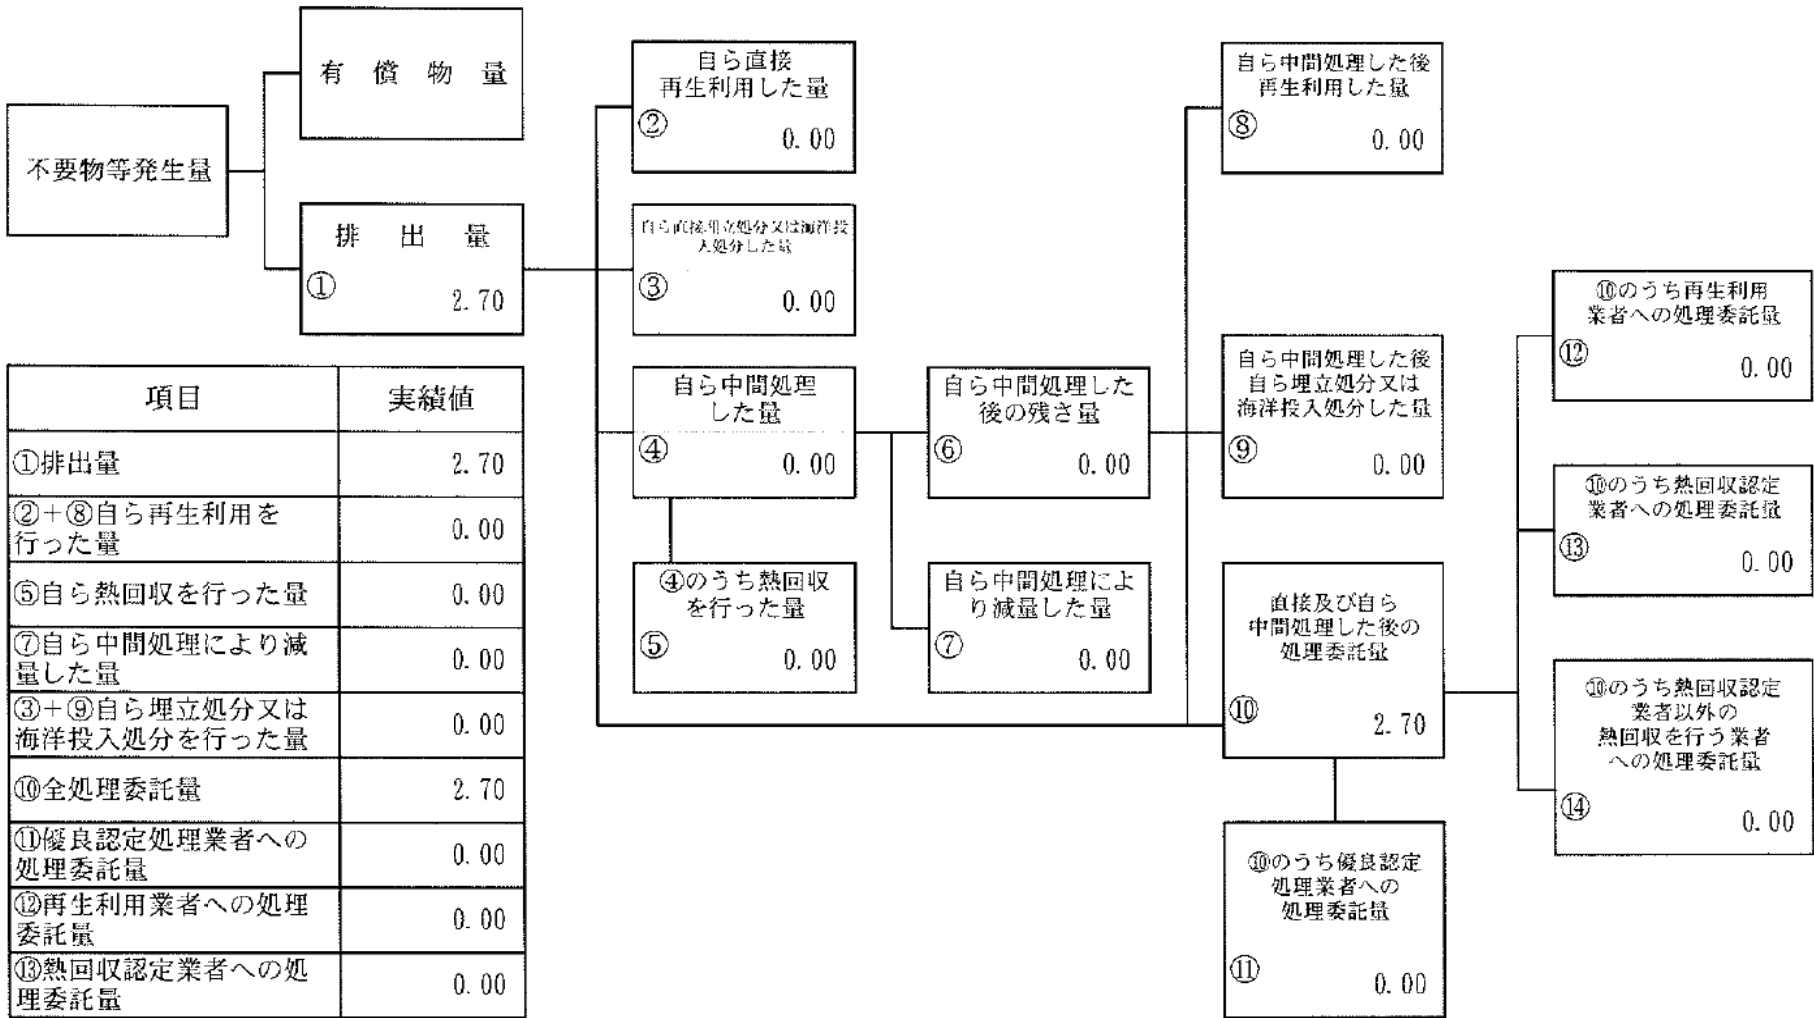 不要物等発生量
有償物量
排出量
①
2.70
自ら直接
再生利用した量
②
0.00
自ら直接埋立処分又は海洋投
入処分した量
③
0.00
自ら中間処理
した量
④
0.00
④のうち熱回収
を行った量
⑤
0.00
自ら中間処理した
後の残さ量
⑥
0.00
自ら中間処理によ
り減量した量
⑦
0.00
自ら中間処理した後
再生利用した量
⑧
0.00
自ら中間処理した後
自ら埋立処分又は
海洋投入処分した量
⑨
0.00
直接及び自ら
中間処理した後の
処理委託量
⑩
2.70
⑩のうち優良認定
処理業者への
処理委託量
⑪
0.00
⑩のうち再生利用
業者への処理委託量
⑫
0.00
⑩のうち熱回収認定
業者への処理委託量
⑬
0.00
⑩のうち熱回収認定
業者以外の
熱回収を行う業者
への処理委託量
⑭
0.00
項目 実績値
①排出量 2.70
②+⑧自ら再生利用を
行った量 0.00
⑤自ら熱回収を行った量 0.00
⑦自ら中間処理により減
量した量 0.00
③+⑨自ら埋立処分又は
海洋投入処分を行った量 0.00
⑩全処理委託量 2.70
⑪優良認定処理業者への
処理委託量 0.00
⑫再生利用業者への処理
委託量 0.00
⑬熱回収認定業者への処
理委託量 0.00